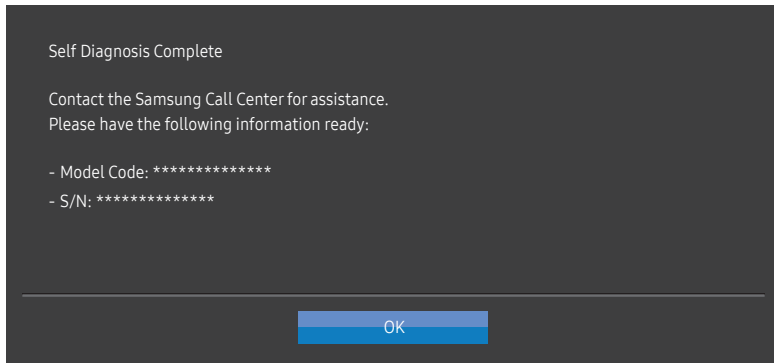 Self Diagnosis Complete
Contact the Samsung Call Center for assistance.
Please have the following information ready:
- Model Code: **************
- S/N: **************
OK